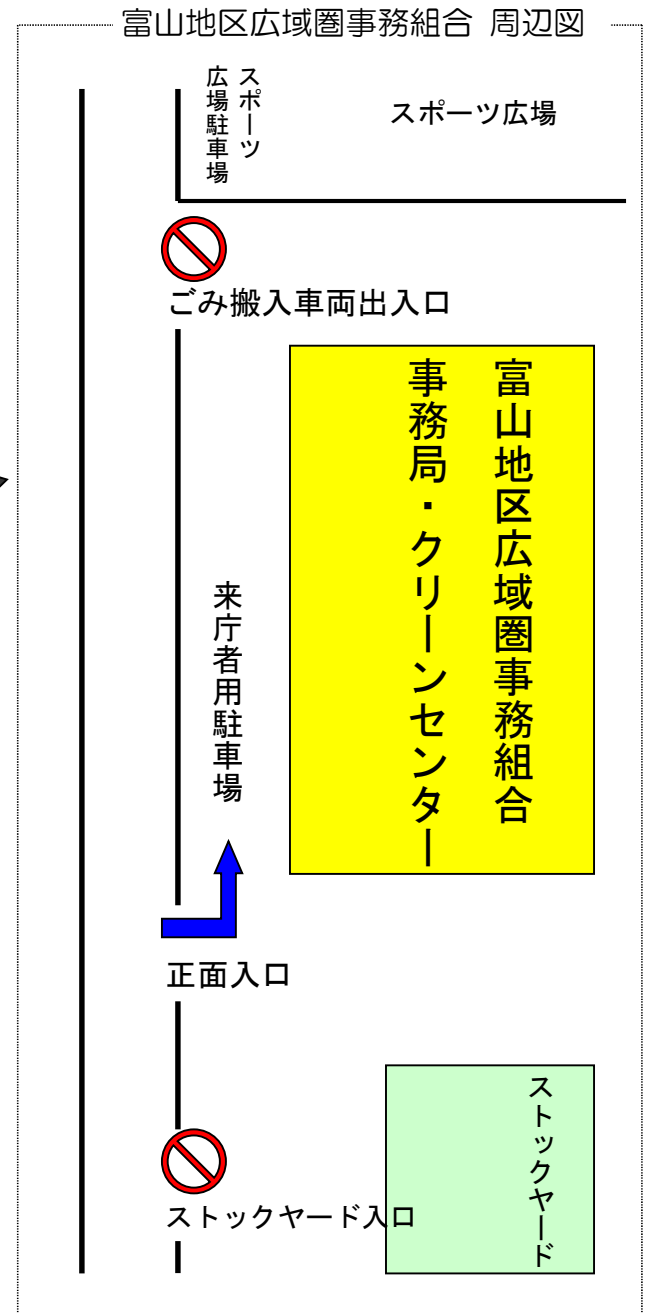 富山地区広域圏事務組合 周辺図
スポーツ
広場駐車場
スポーツ広場
ごみ搬入車両出入口
富山地区広域圏事務組合
事務局・クリーンセンター
来庁者用駐車場
正面入口
ストックヤード
ストックヤード入口